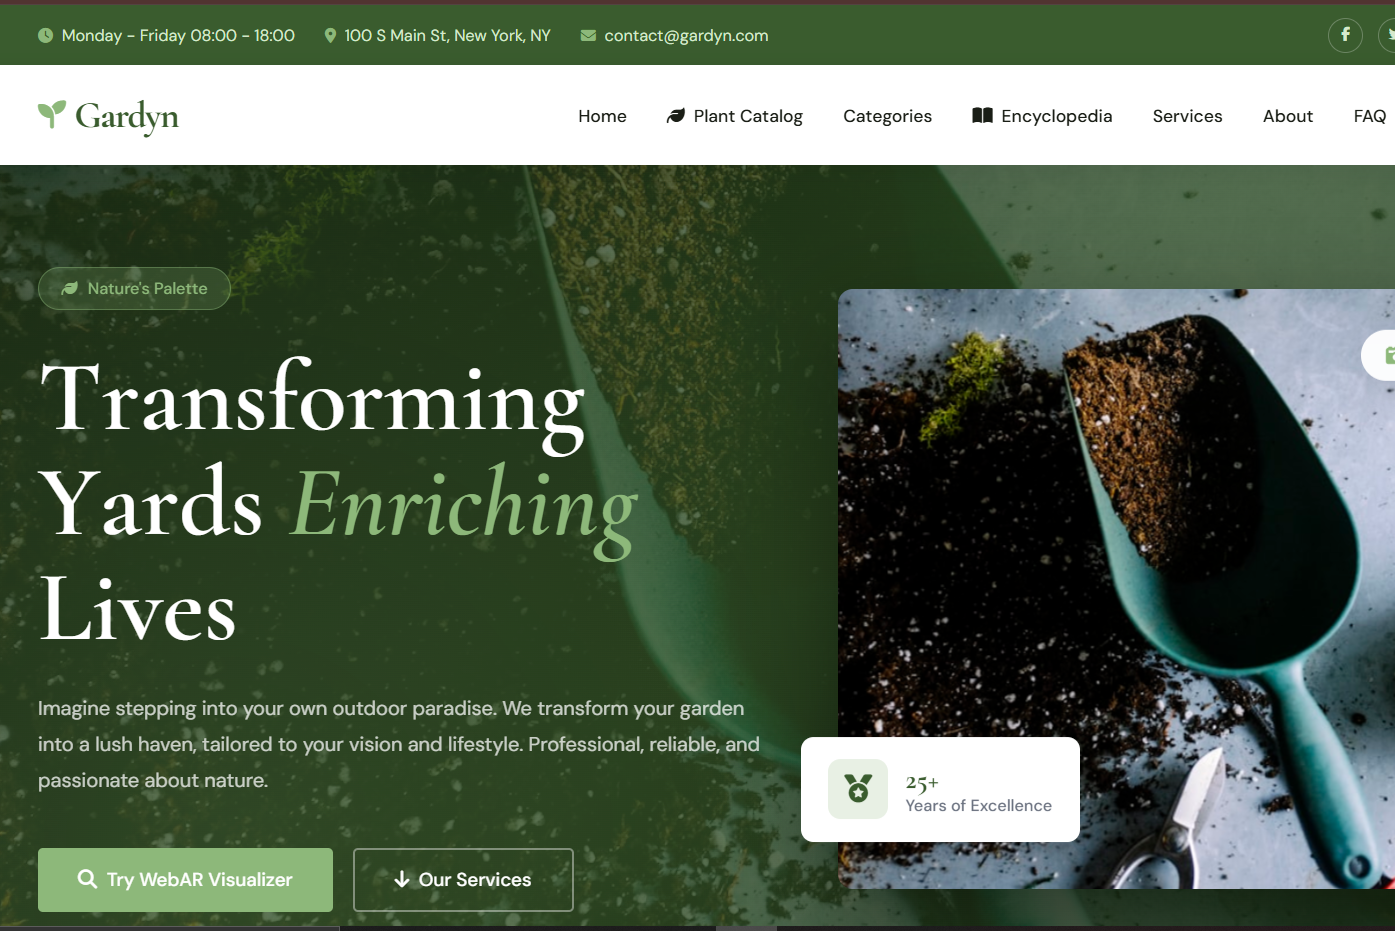 Monday - Friday 08:00 - 18:00
100 S Main St, New York, NY
contact@gardyn.com
Gardyn
Home
Plant Catalog
Categories
Encyclopedia
Services
About
FAQ
Nature's Palette
Transforming
Yards Enriching
Lives
Imagine stepping into your own outdoor paradise. We transform your garden
into a lush haven, tailored to your vision and lifestyle. Professional, reliable, and
passionate about nature.
25+
Years of Excellence
Try WebAR Visualizer
Our Services